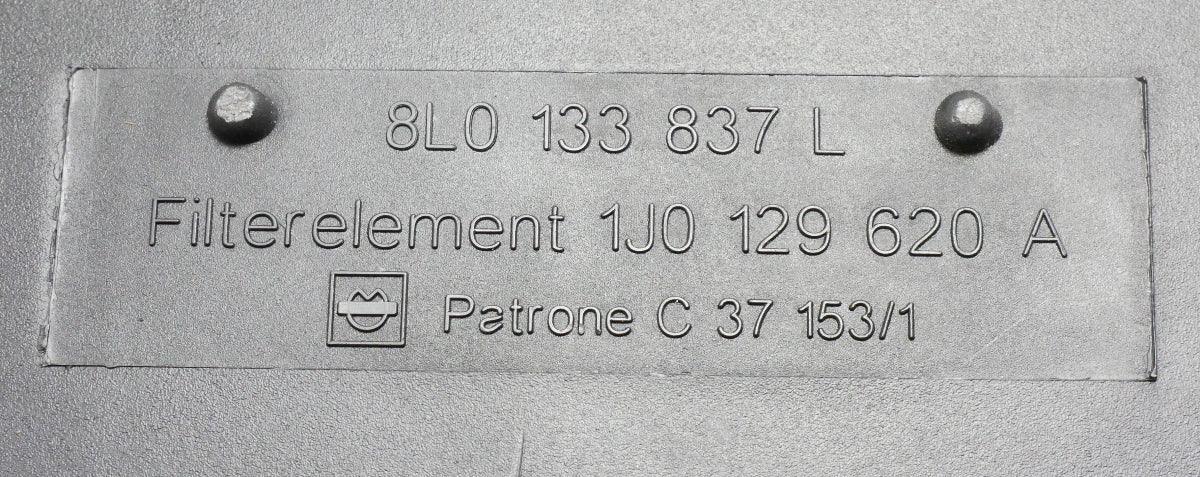 8L0 133 837 L
Filterelement 1J0 129 620 A
Patrone C 37 153/1